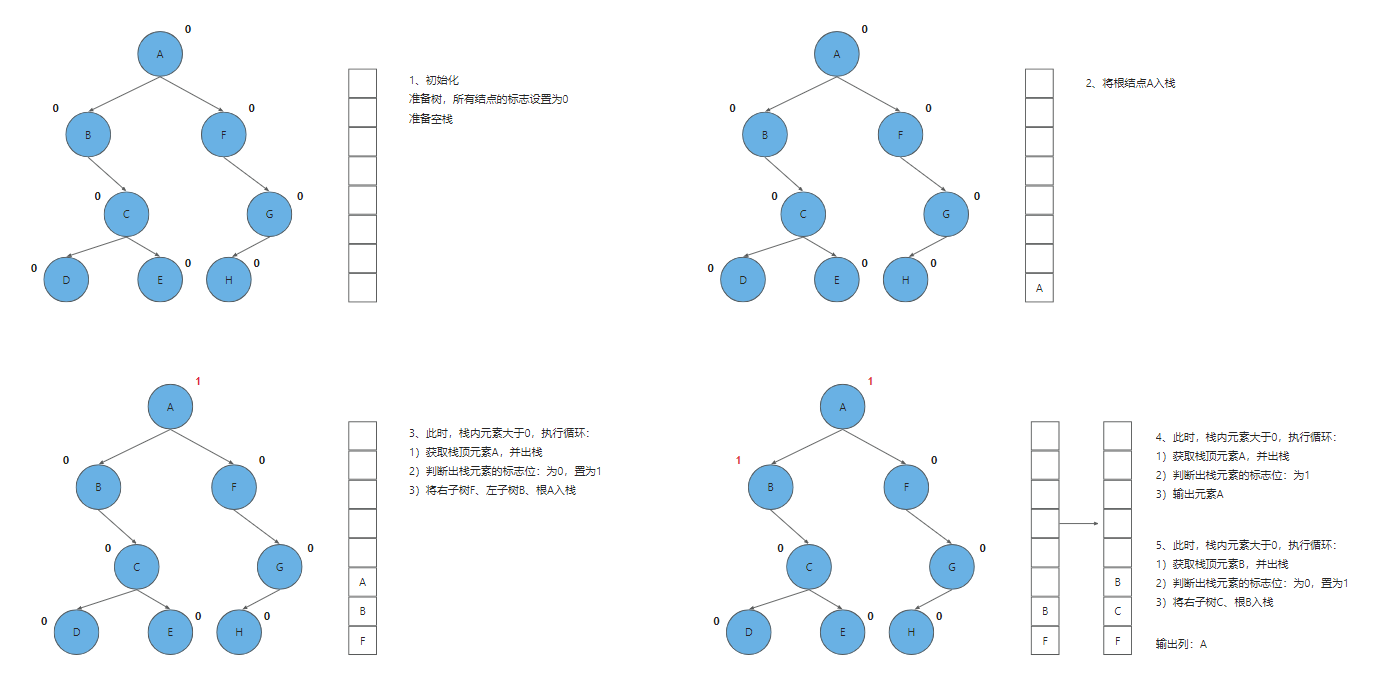 0
A
0
0
B
F
0
0
C
G
0
0
0
0
D
E
H
1、初始化
准备树，所有结点的标志设置为0
准备空栈
0
A
0
0
B
F
0
0
C
G
0
0
0
0
D
E
H
A
2、将根结点A入栈
1
A
0
0
B
F
0
0
C
G
0
0
0
0
D
E
H
A
B
F
3、此时，栈内元素大于0，执行循环：
1）获取栈顶元素A，并出栈
2）判断出栈元素的标志位：为0，置为1
3）将右子树F、左子树B、根A入栈
1
A
1
0
B
F
0
0
C
G
0
0
0
0
D
E
H
B
F
B
C
F
4、此时，栈内元素大于0，执行循环：
1）获取栈顶元素A，并出栈
2）判断出栈元素的标志位：为1
3）输出元素A
5、此时，栈内元素大于0，执行循环：
1）获取栈顶元素B，并出栈
2）判断出栈元素的标志位：为0，置为1
3）将右子树C、根B入栈
输出列：A